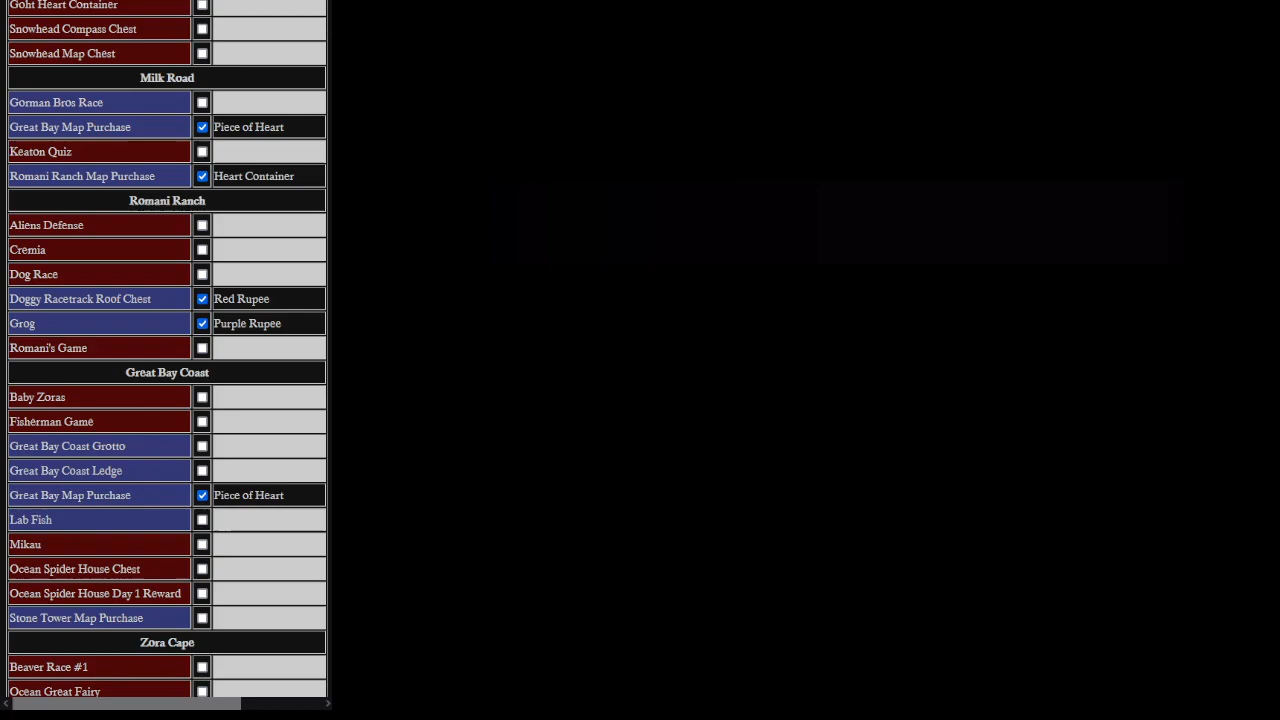 Goht Heart Container
Snowhead Compass Chest
Snowhead Map Chest
Milk Road
Gorman Bros Race
Great Bay Map Purchase Piece of Heart
Keaton Quiz
Romani Ranch Map Purchase Heart Container
Romani Ranch
Aliens Defense
Cremia
Dog Race
Doggy Racetrack Roof Chest Red Rupee
Grog Purple Rupee
Romani's Game
Great Bay Coast
Baby Zoras
Fisherman Game
Great Bay Coast Grotto
Great Bay Coast Ledge
Great Bay Map Purchase Piece of Heart
Lab Fish
Mikau
Ocean Spider House Chest
Ocean Spider House Day 1 Reward
Stone Tower Map Purchase
Zora Cape
Beaver Race #1
Ocean Great Fairy